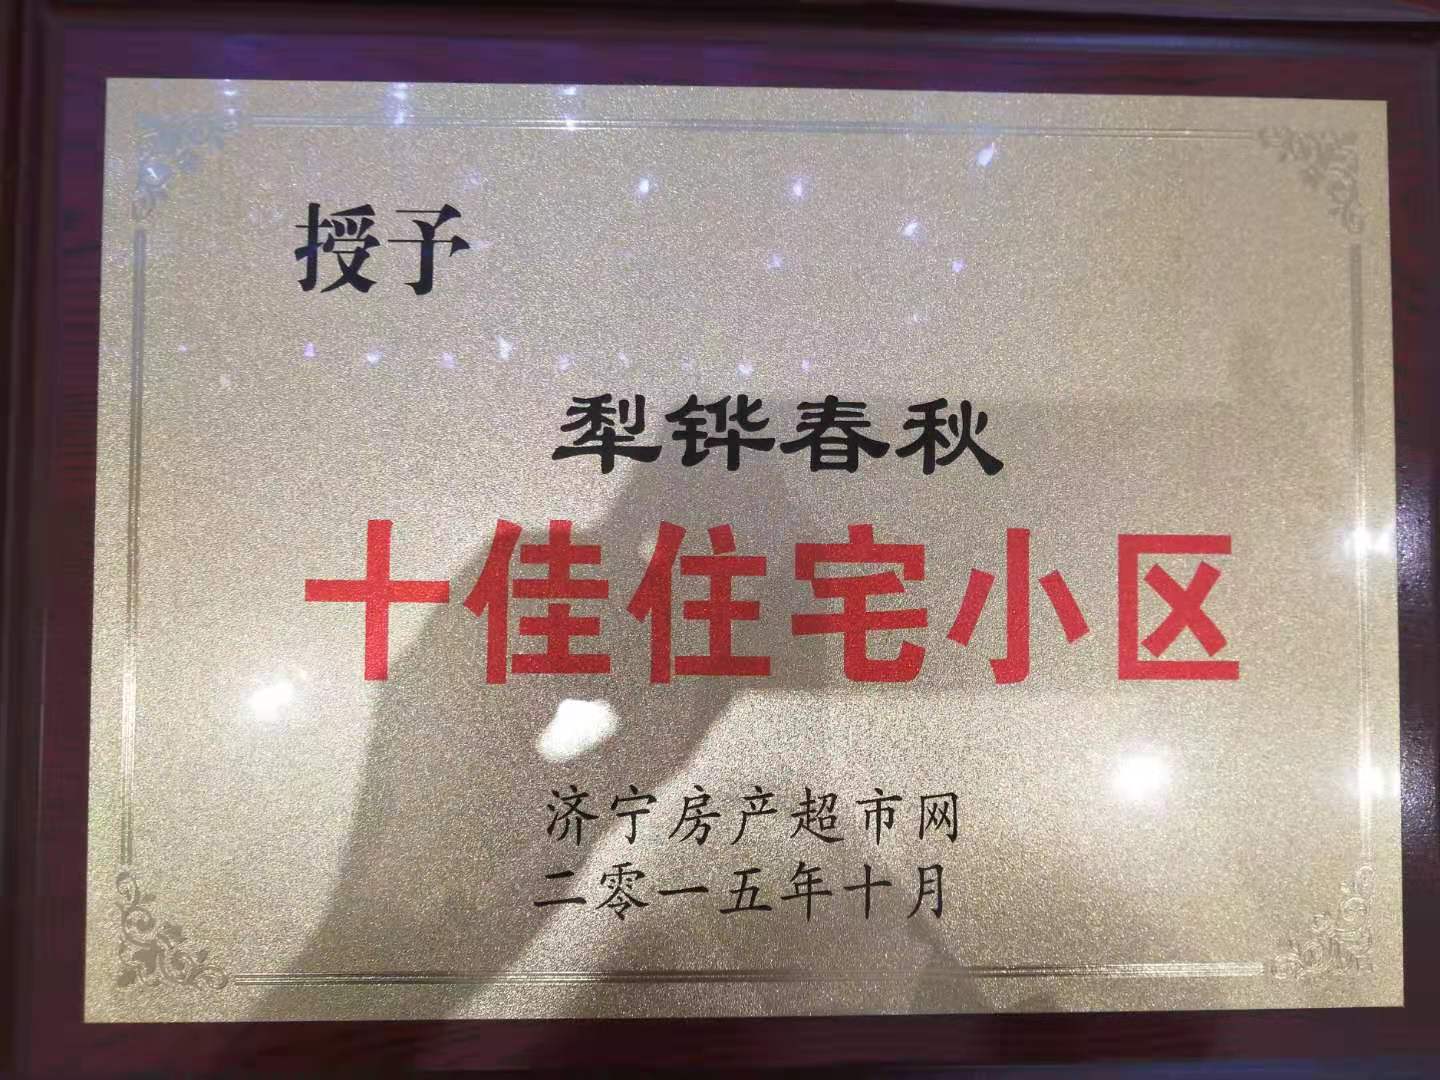 授予
犁铧春秋
十佳住宅小区
济宁房产超市网
二零一五年十月